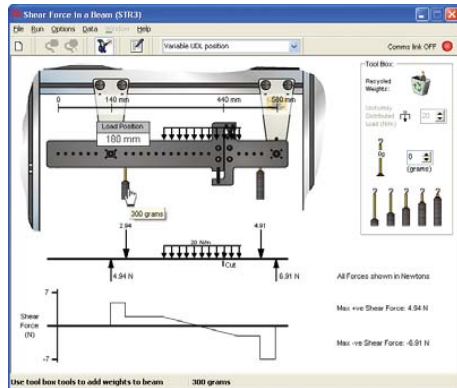 Shear Force in a Beam (STR3)
File Run Options Data Window Help
Variable UDL position
Comms link OFF
Tool Box:
Recycled
Weights:
Uniformly
Distributed
Load (N/m)
20
0
0g
(grams)
0 140 mm 440 mm 580 mm
Load Position
180 mm
300 grams
2.94 4.91
20 N/m
Cut
4.94 N 6.91 N
All Forces shown in Newtons
7
Shear
Force
(N)
-7
Max +ve Shear Force: 4.94 N
Max -ve Shear Force: -6.91 N
Use tool box tools to add weights to beam 300 grams